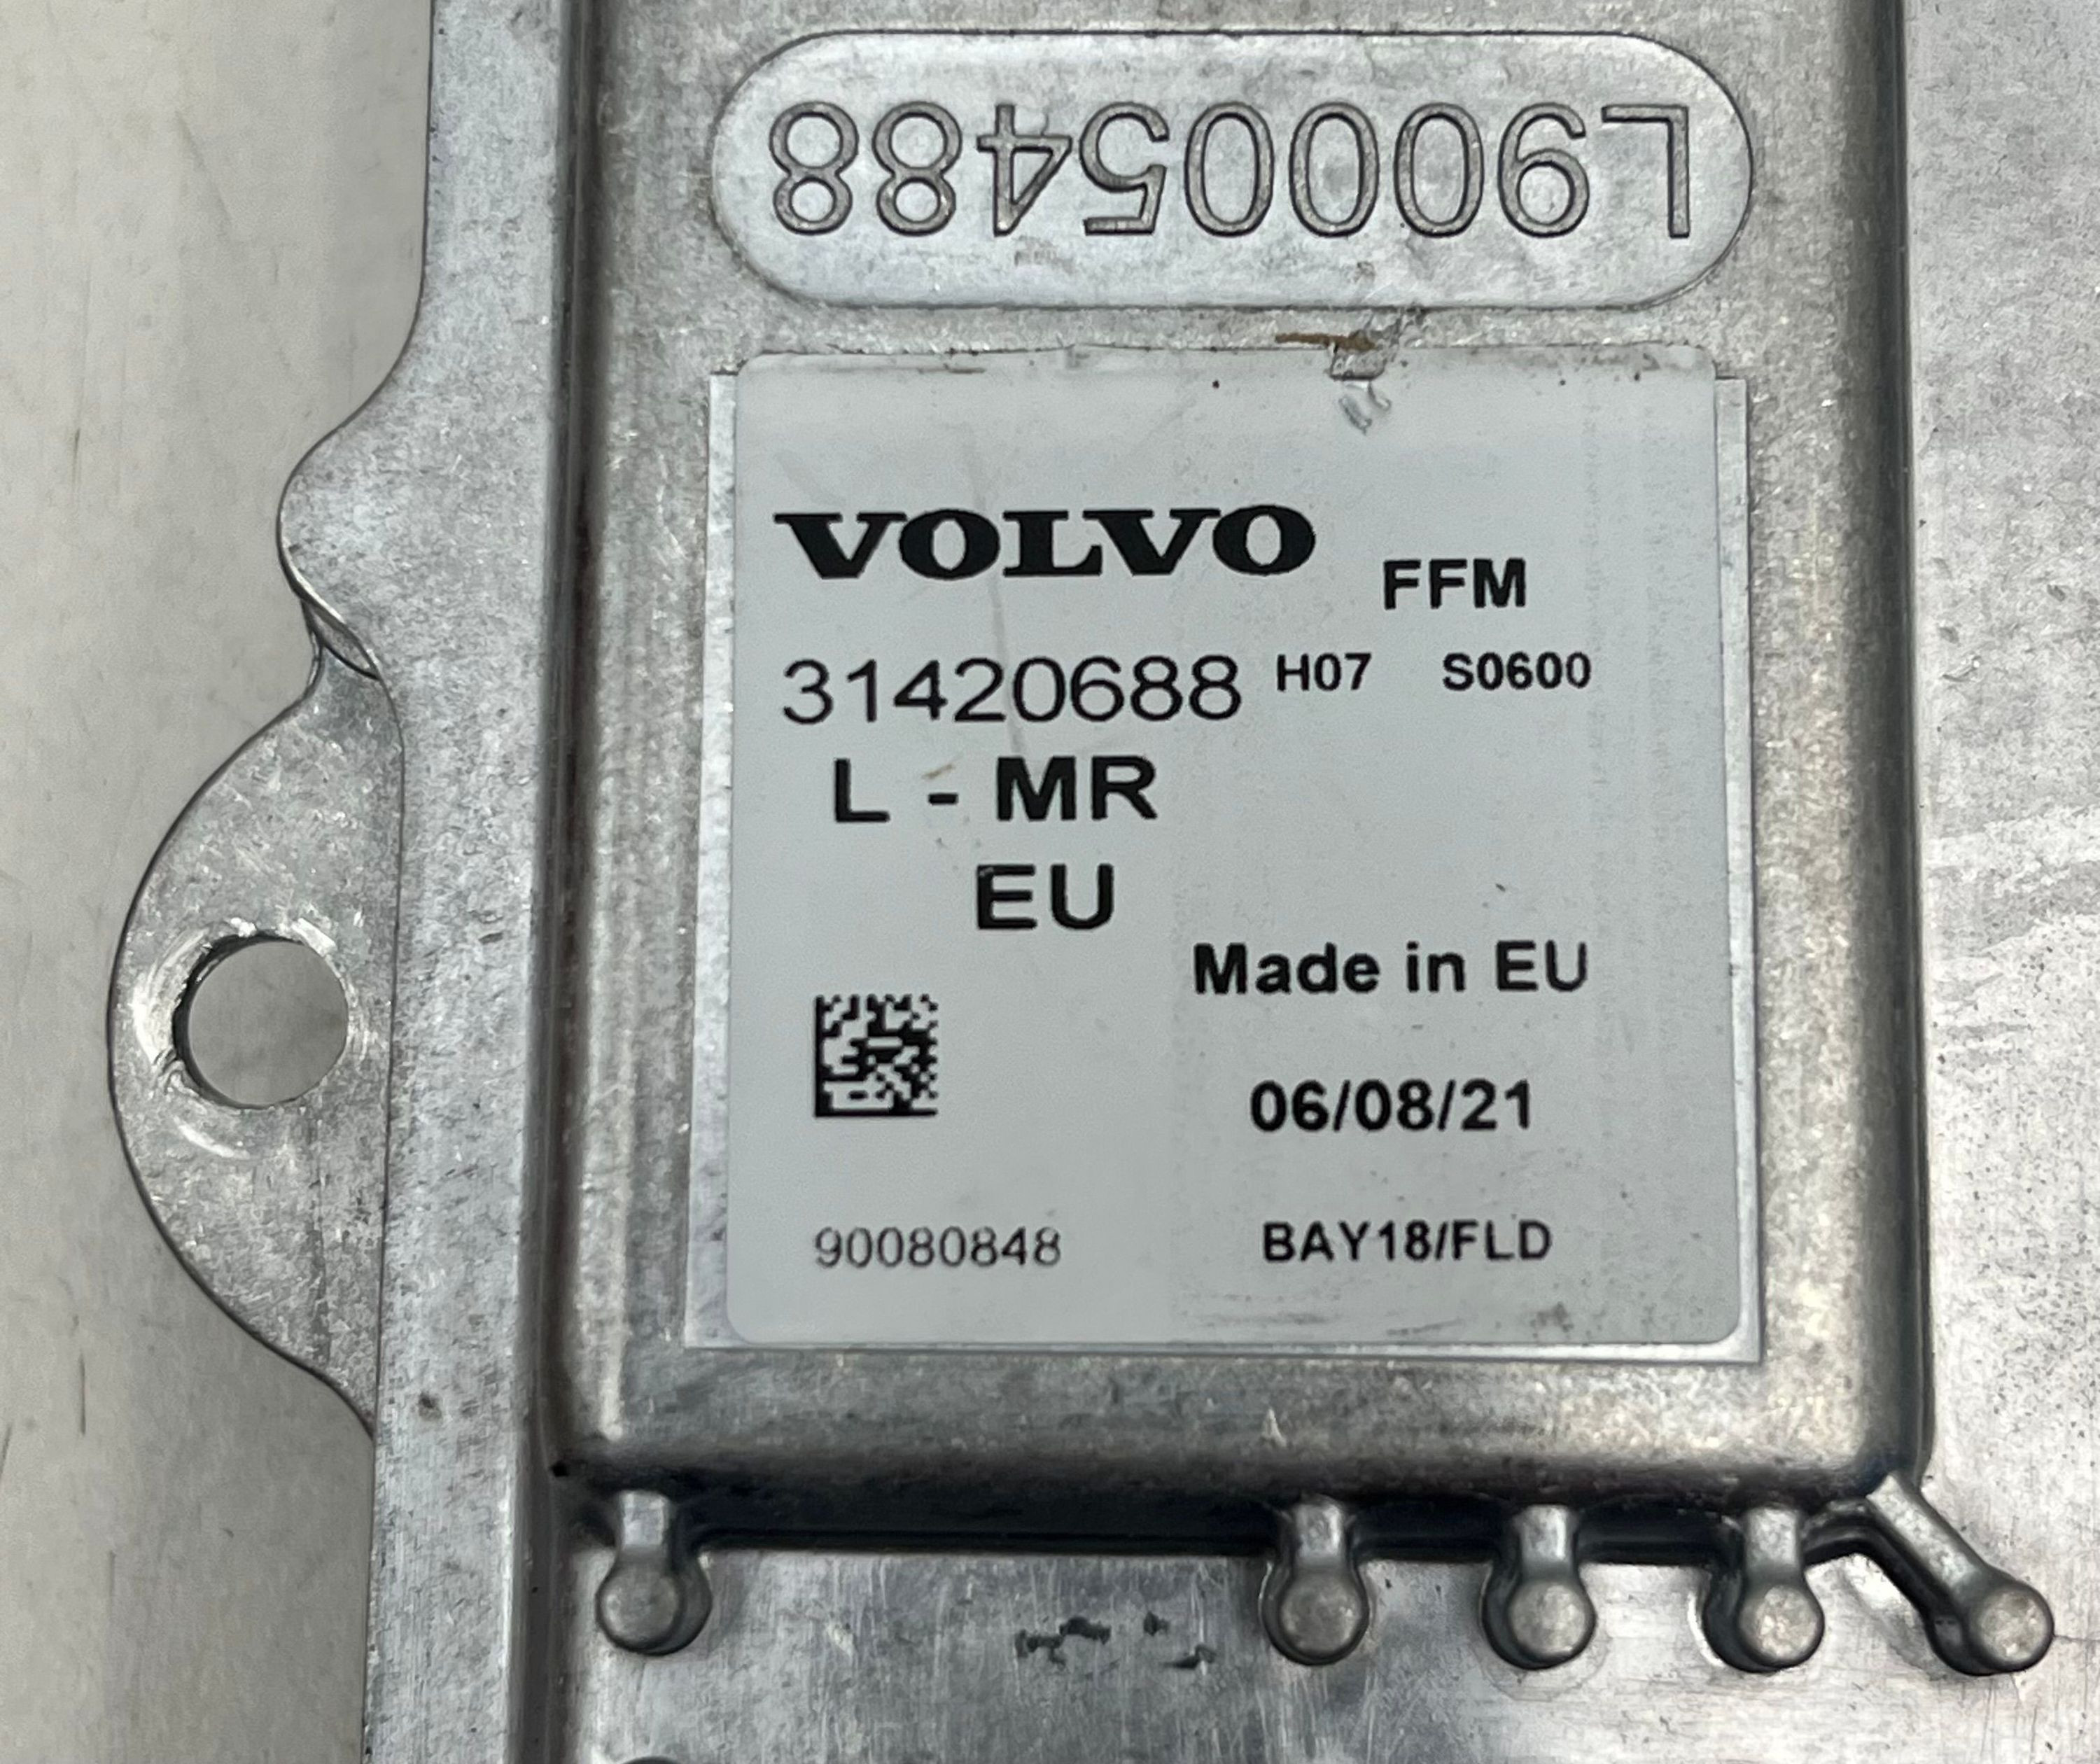 L90005488
VOLVO FFM
31420688 H07 S0600
L - MR
EU
Made in EU
06/08/21
90080848 BAY18/FLD